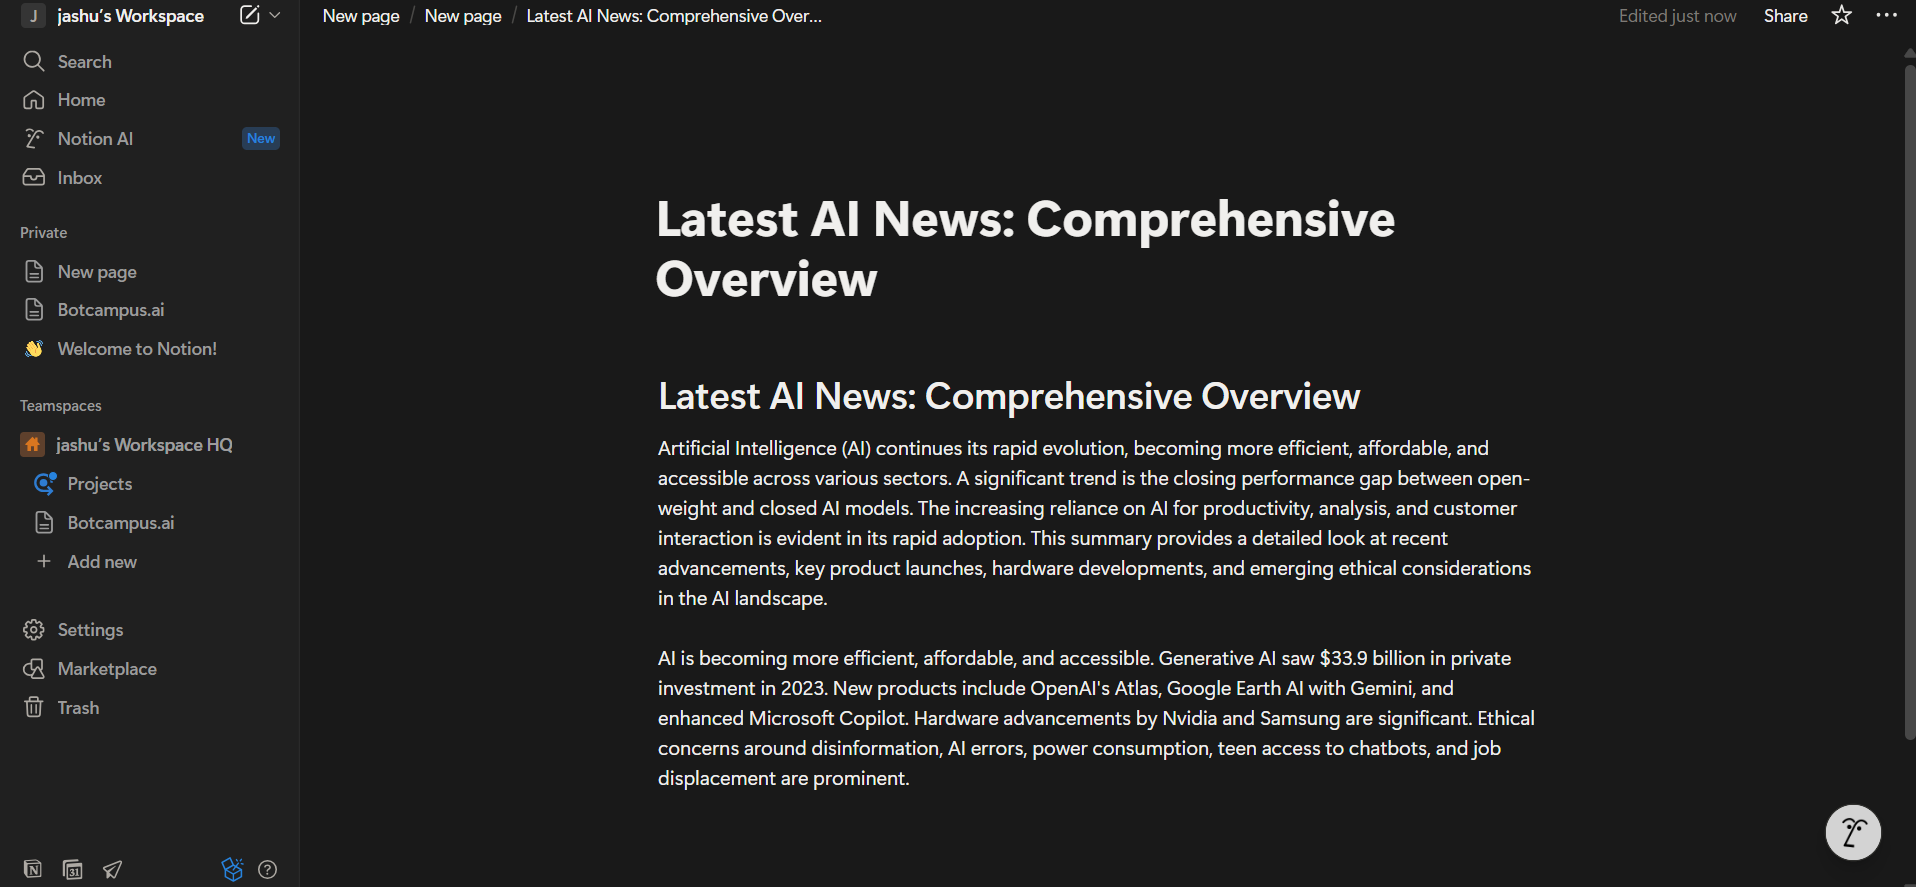 J jashu's Workspace
Search
Home
Notion AI New
Inbox
Private
New page
Botcampus.ai
Welcome to Notion!
Teamspaces
jashu's Workspace HQ
Projects
Botcampus.ai
Add new
Settings
Marketplace
Trash
31
New page / New page / Latest AI News: Comprehensive Over...
Edited just now Share
Latest AI News: Comprehensive
Overview
Latest AI News: Comprehensive Overview
Artificial Intelligence (AI) continues its rapid evolution, becoming more efficient, affordable, and
accessible across various sectors. A significant trend is the closing performance gap between open-
weight and closed AI models. The increasing reliance on AI for productivity, analysis, and customer
interaction is evident in its rapid adoption. This summary provides a detailed look at recent
advancements, key product launches, hardware developments, and emerging ethical considerations
in the AI landscape.
AI is becoming more efficient, affordable, and accessible. Generative AI saw $33.9 billion in private
investment in 2023. New products include OpenAI's Atlas, Google Earth AI with Gemini, and
enhanced Microsoft Copilot. Hardware advancements by Nvidia and Samsung are significant. Ethical
concerns around disinformation, AI errors, power consumption, teen access to chatbots, and job
displacement are prominent.